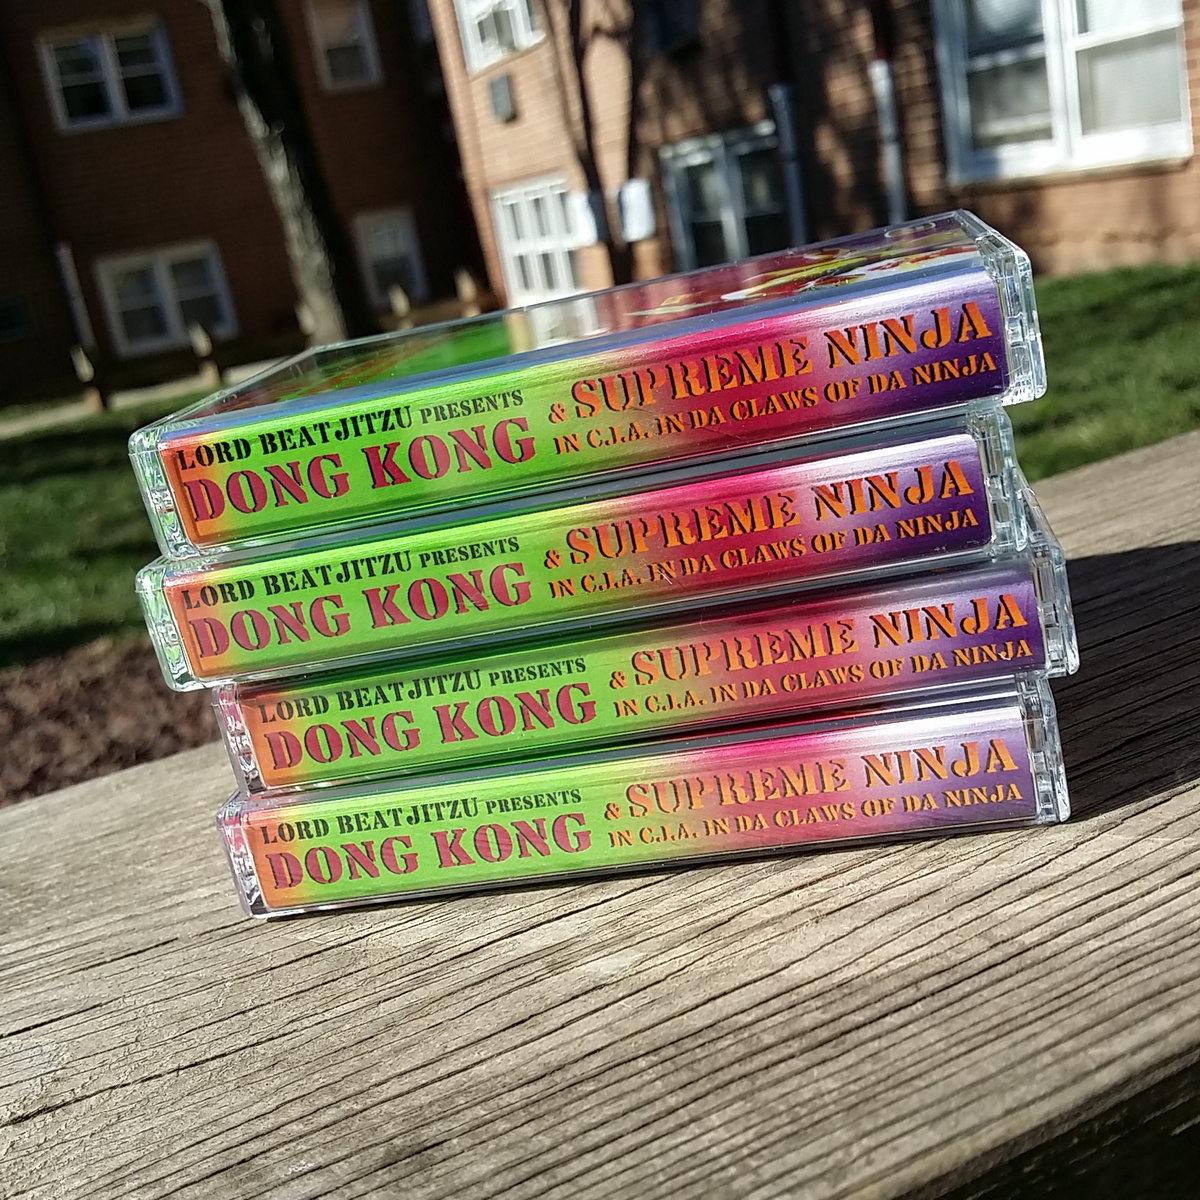 LORD BEATJITZU PRESENTS
DONG KONG
& SUPREME NINJA
IN C.I.A. IN DA CLAWS OF DA NINJA
LORD BEATJITZU PRESENTS
DONG KONG
& SUPREME NINJA
IN C.I.A. IN DA CLAWS OF DA NINJA
LORD BEATJITZU PRESENTS
DONG KONG
& SUPREME NINJA
IN C.I.A. IN DA CLAWS OF DA NINJA
LORD BEATJITZU PRESENTS
DONG KONG
& SUPREME NINJA
IN C.I.A. IN DA CLAWS OF DA NINJA